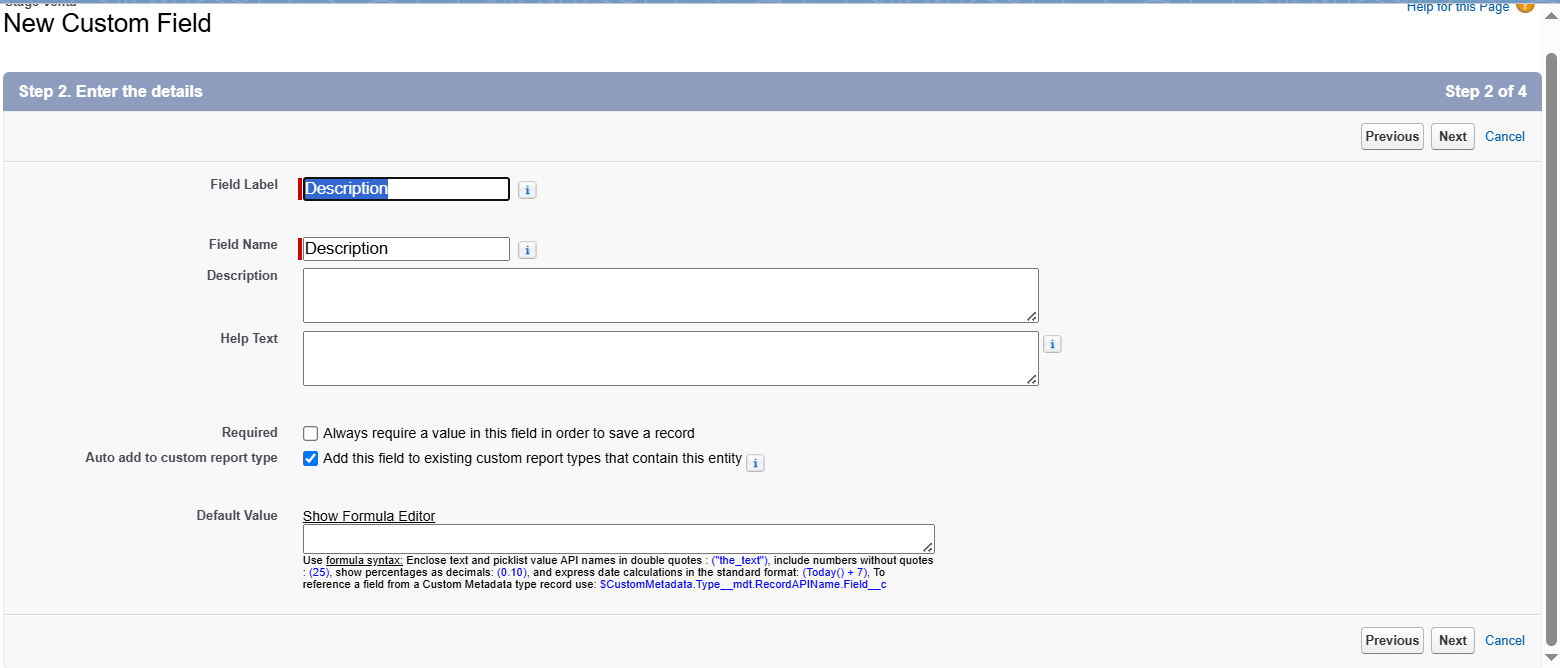 Help for this Page
New Custom Field
Step 2. Enter the details
Step 2 of 4
Previous
Next
Cancel
Field Label
Description
i
Field Name
Description
i
Description
Help Text
i
Required
Always require a value in this field in order to save a record
Auto add to custom report type
Add this field to existing custom report types that contain this entity
i
Default Value
Show Formula Editor
Use formula syntax: Enclose text and picklist value API names in double quotes : ("the_text"), include numbers without quotes
: (25), show percentages as decimals: (0.10), and express date calculations in the standard format: (Today() + 7), To
reference a field from a Custom Metadata type record use: $CustomMetadata.Type__mdt.RecordAPIName.Field__c
Previous
Next
Cancel